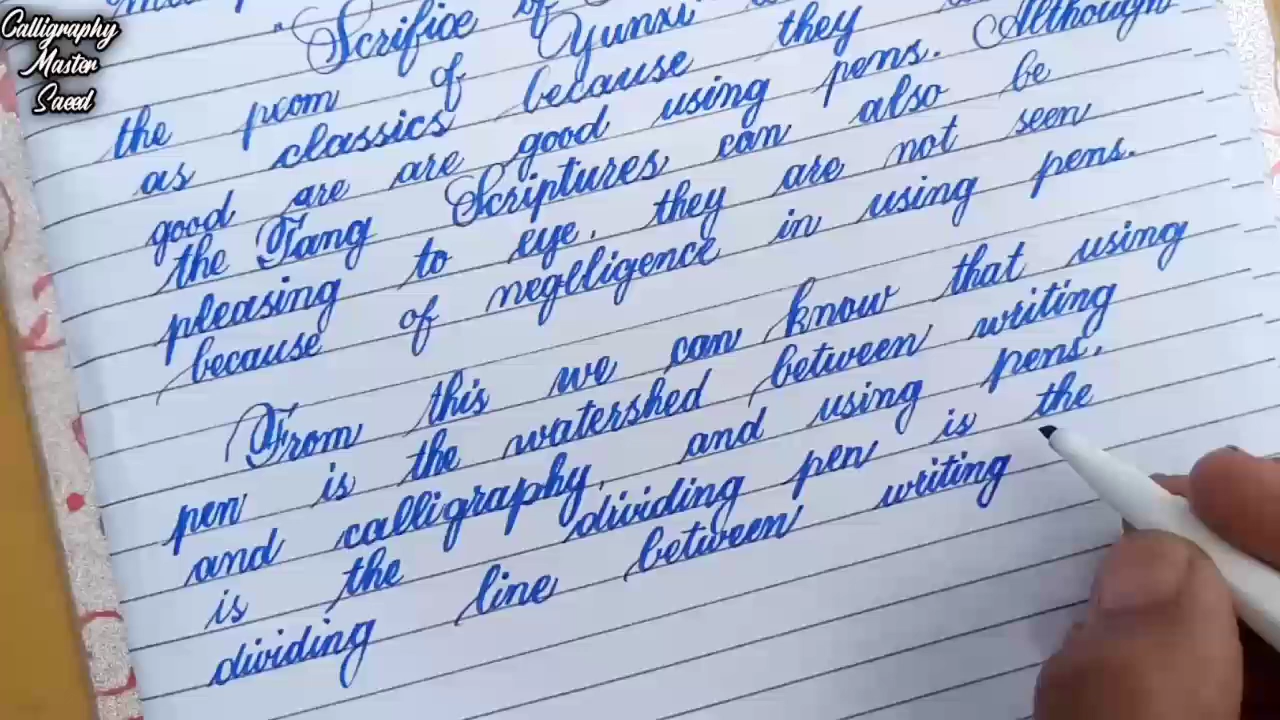 Calligraphy
Master
Saeed
"Scrifice of
the pcom of Yunxi
as classics because they
good are are good using pens. Although
the Tang Scriptures can also be
pleasing to eye, they are not seen
because of neglligence in using pens.
From this we can know that using
pen is the watershed between writing
and calligraphy, and using pens,
is the dividing pen is the
dividing line between writing